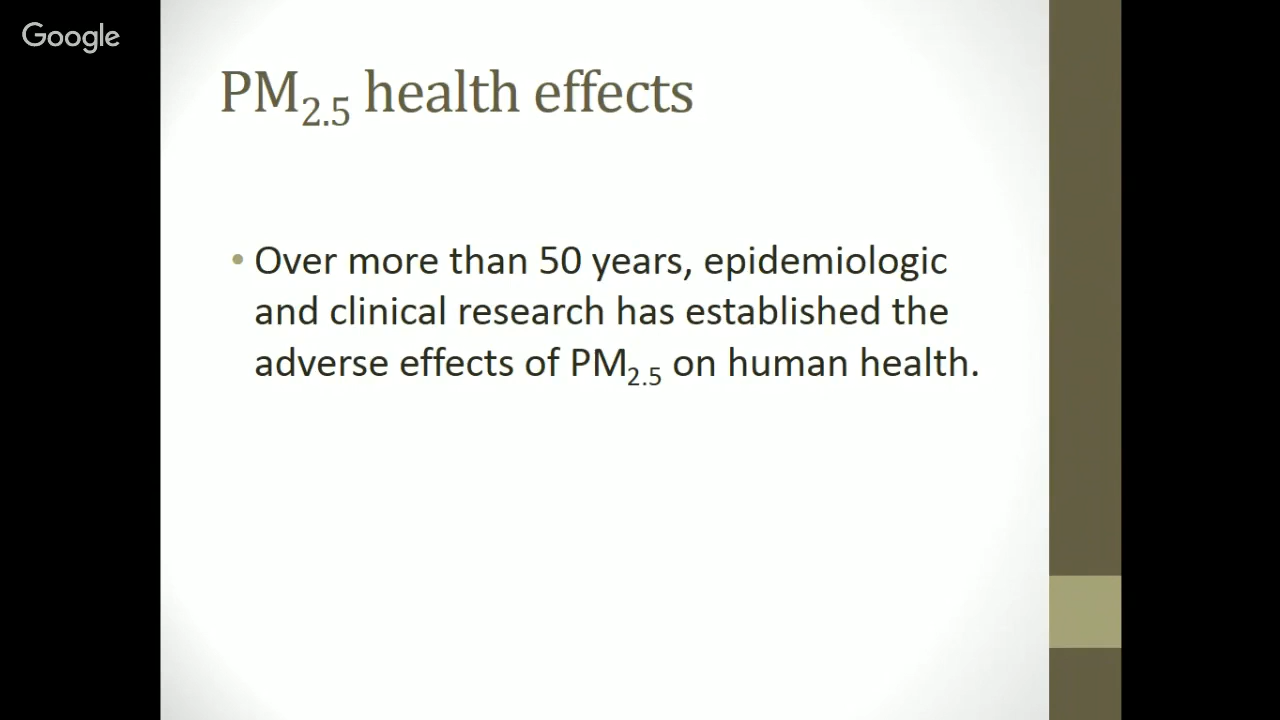 Google
PM2.5 health effects
• Over more than 50 years, epidemiologic
and clinical research has established the
adverse effects of PM2.5 on human health.